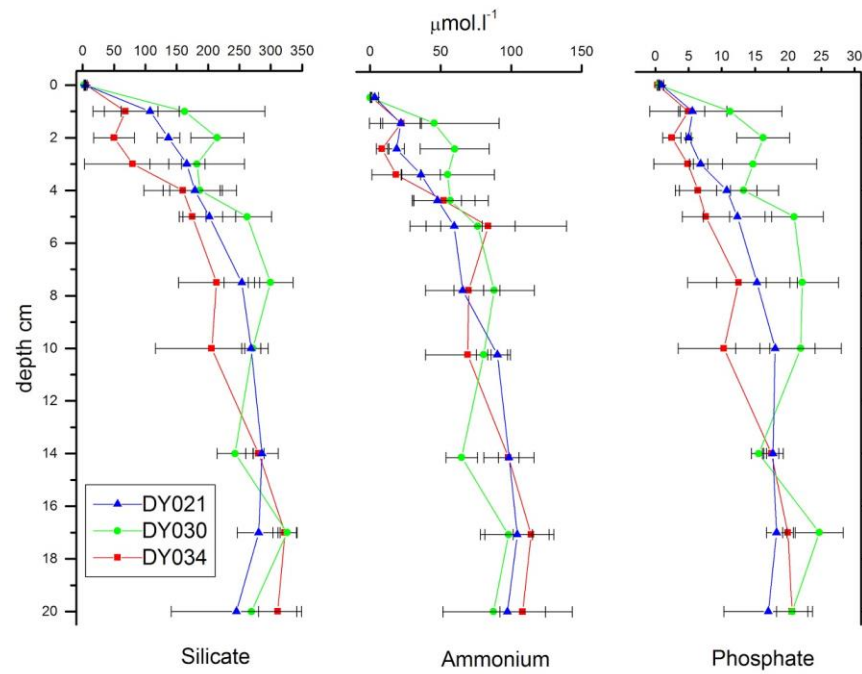 μmol.l⁻¹
0 50 100 150 200 250 300 350
0 50 100 150
0 5 10 15 20 25 30
0
2
4
6
8
10
12
14
16
18
20
depth cm
DY021
DY030
DY034
Silicate
Ammonium
Phosphate